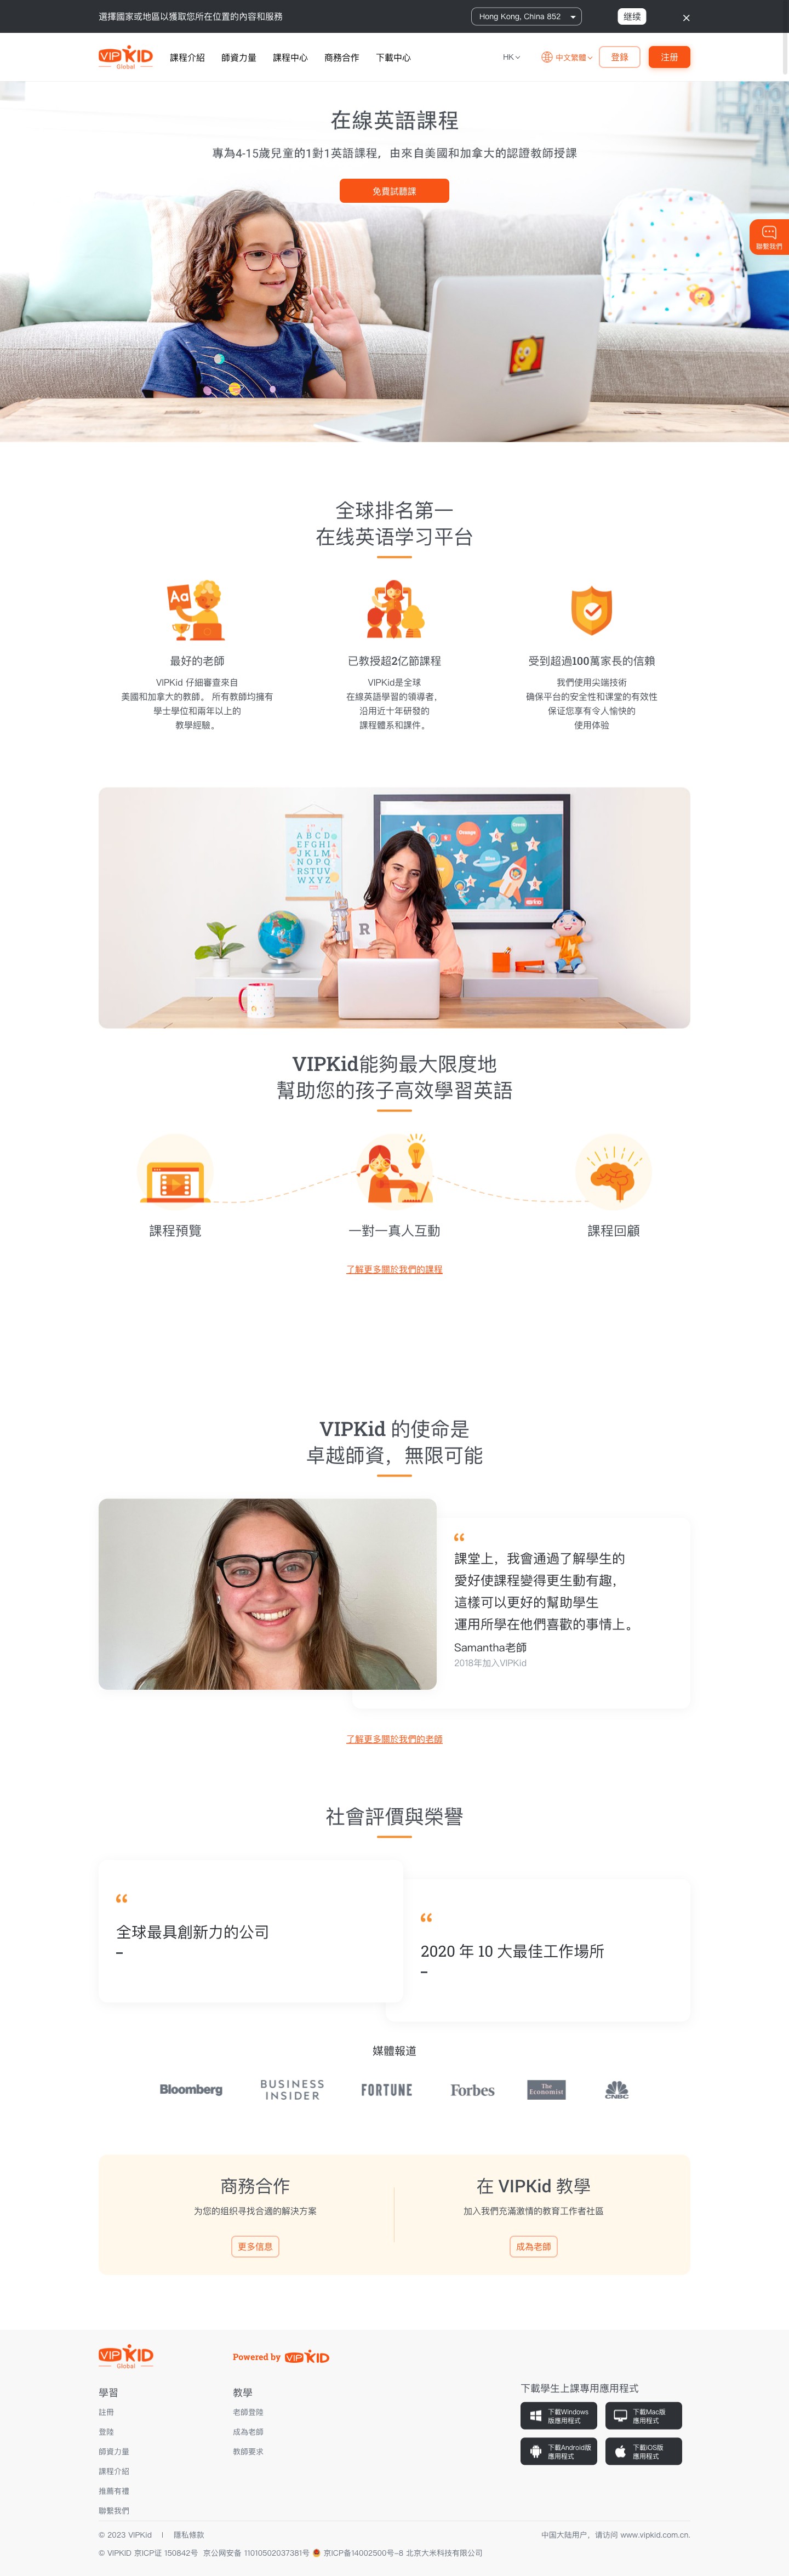 選擇國家或地區以獲取您所在位置的內容和服務
Hong Kong, China 852
继续
VIPKID
Global
課程介紹
師資力量
課程中心
商務合作
下載中心
HK
中文繁體
登錄
注册
在線英語課程
專為4-15歲兒童的1對1英語課程，由來自美國和加拿大的認證教師授課
免費試聽課
聯繫我們
全球排名第一
在线英语学习平台
Aa
最好的老師
VIPKid 仔細審查來自
美國和加拿大的教師。 所有教師均擁有
學士學位和兩年以上的
教學經驗。
已教授超2亿節課程
VIPKid是全球
在線英語學習的領導者，
沿用近十年研發的
課程體系和課件。
受到超過100萬家長的信賴
我們使用尖端技術
确保平台的安全性和课堂的有效性
保证您享有令人愉快的
使用体验
ABCD
EFGHI
JKLM
NOPQ
RSTUV
WXYZ
R
VIPKID
VIPKid能夠最大限度地
幫助您的孩子高效學習英語
課程預覽
一對一真人互動
課程回顧
了解更多關於我們的課程
VIPKid 的使命是
卓越師資，無限可能
“
課堂上，我會通過了解學生的
愛好使課程變得更生動有趣，
這樣可以更好的幫助學生
運用所學在他們喜歡的事情上。
Samantha老師
2018年加入VIPKid
了解更多關於我們的老師
社會評價與榮譽
“
全球最具創新力的公司
–
“
2020 年 10 大最佳工作場所
–
媒體報道
Bloomberg
BUSINESS
INSIDER
FORTUNE
Forbes
The
Economist
CNBC
商務合作
为您的组织寻找合適的解決方案
更多信息
在 VIPKid 教學
加入我們充滿激情的教育工作者社區
成為老師
VIPKID
Global
Powered by VIPKID
學習
註冊
登陸
師資力量
課程介紹
推薦有禮
聯繫我們
教學
老師登陸
成為老師
教師要求
下載學生上課專用應用程式
下載Windows
版應用程式
下載Mac版
應用程式
下載Android版
應用程式
下載iOS版
應用程式
© 2023 VIPKid | 隱私條款
中国大陆用户，请访问 www.vipkid.com.cn.
© VIPKID 京ICP证 150842号 京公网安备 11010502037381号 京ICP备14002500号-8 北京大米科技有限公司